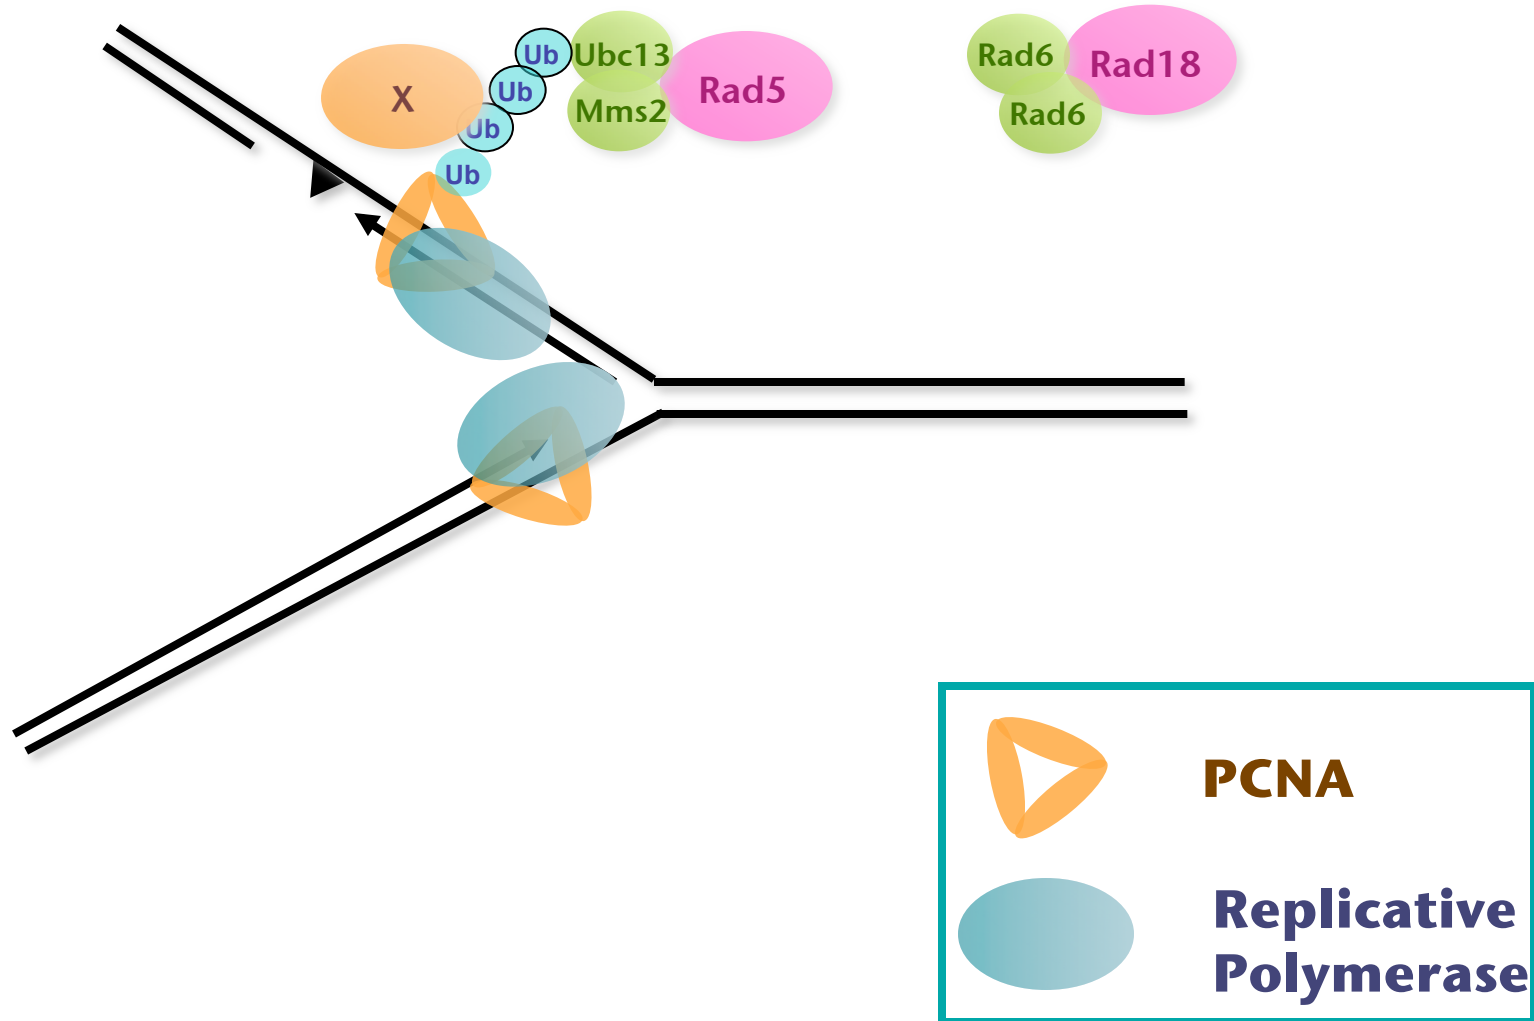 Ub
Ubc13
Rad6
Rad18
X
Ub
Rad5
Mms2
Rad6
Ub
Ub
PCNA
Replicative
Polymerase